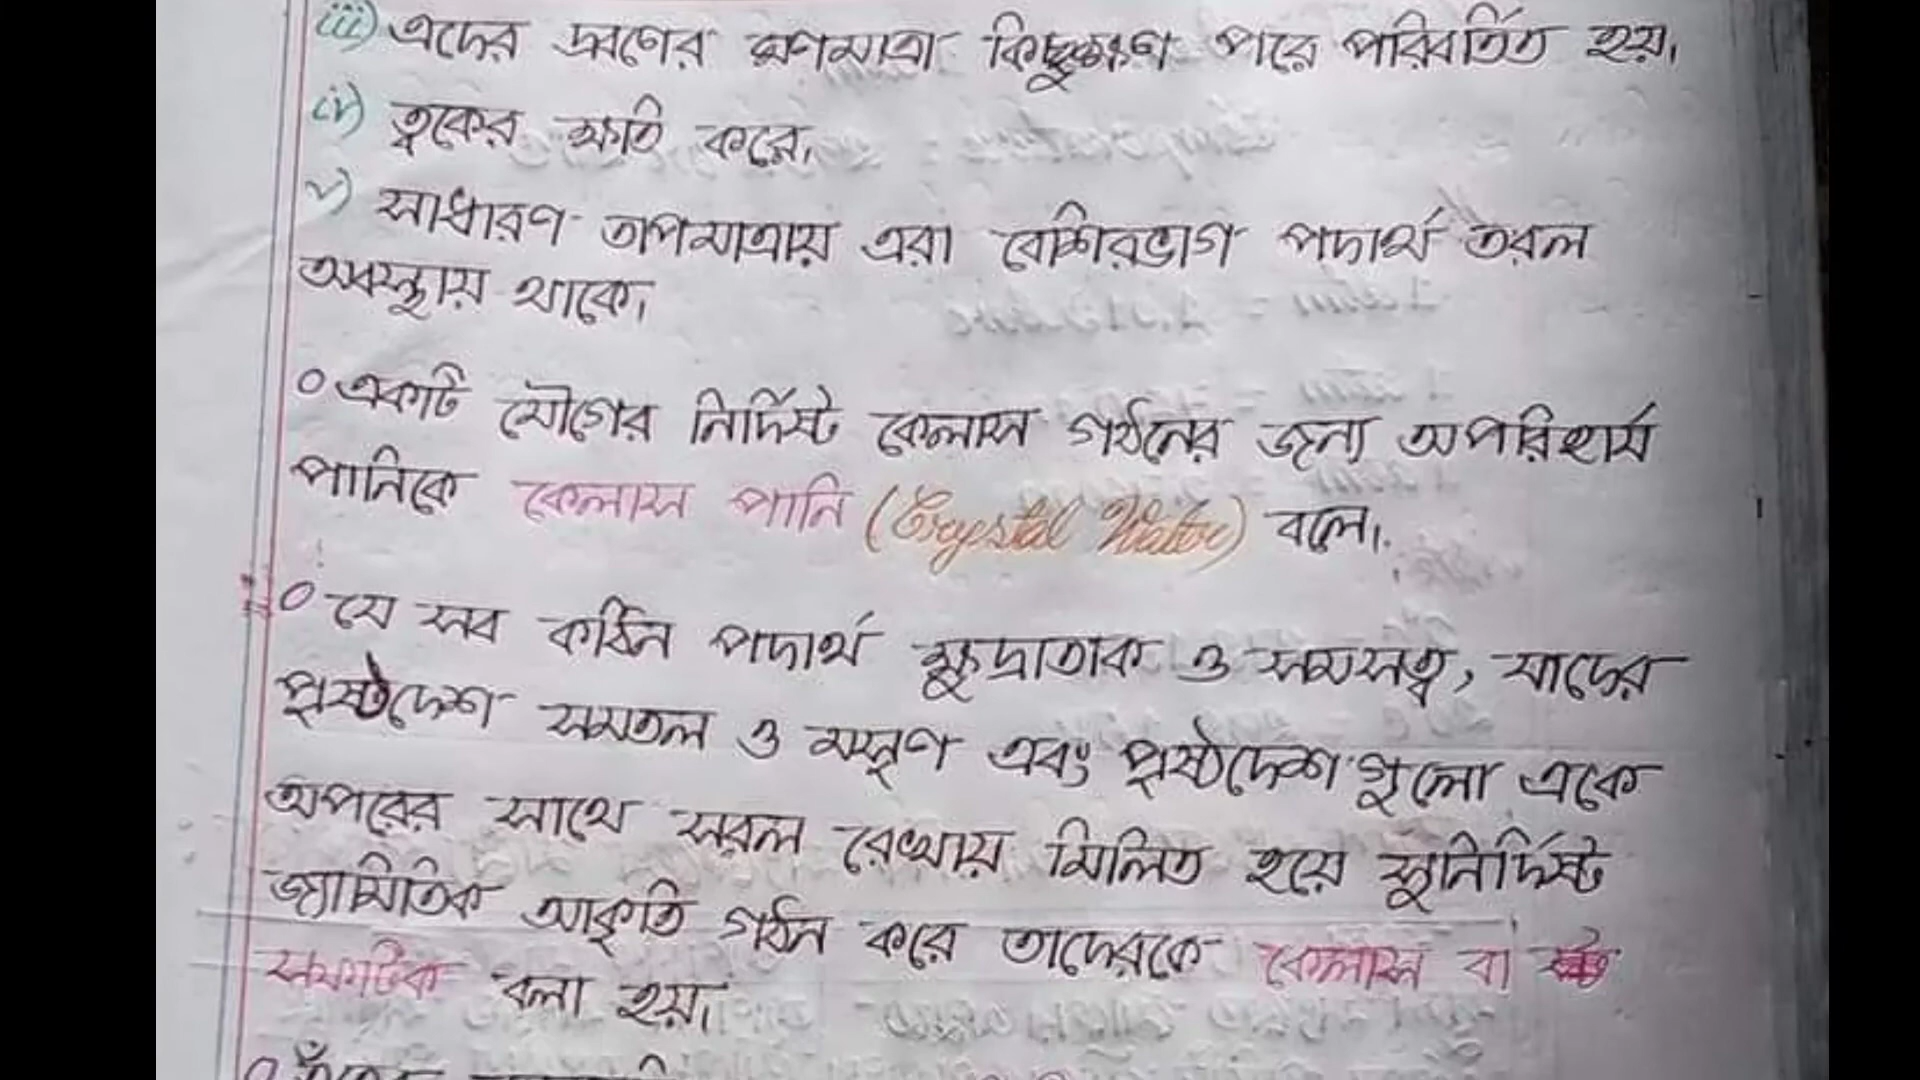 iii) এদের দ্রবণের ঘনমাত্রা কিছুক্ষণ পরে পরিবর্তিত হয়।
iv) ত্বকের ক্ষতি করে।
v) সাধারণ তাপমাত্রায় এরা বেশিরভাগ পদার্থ তরল
অবস্থায় থাকে।
০ একটি যৌগের নির্দিষ্ট কেলাস গঠনের জন্য অপরিহার্য
পানিকে কেলাস পানি (Crystal Water) বলে।
০ যে সব কঠিন পদার্থ ক্ষুদ্রাতাক ও সমসত্ব, যাদের
পৃষ্ঠদেশ সমতল ও মসৃণ এবং পৃষ্ঠদেশ গুলো একে
অপরের সাথে সরল রেখায় মিলিত হয়ে সুনির্দিষ্ট
জ্যামিতিক আকৃতি গঠন করে তাদেরকে কেলাস বা
স্ফটিক বলা হয়।